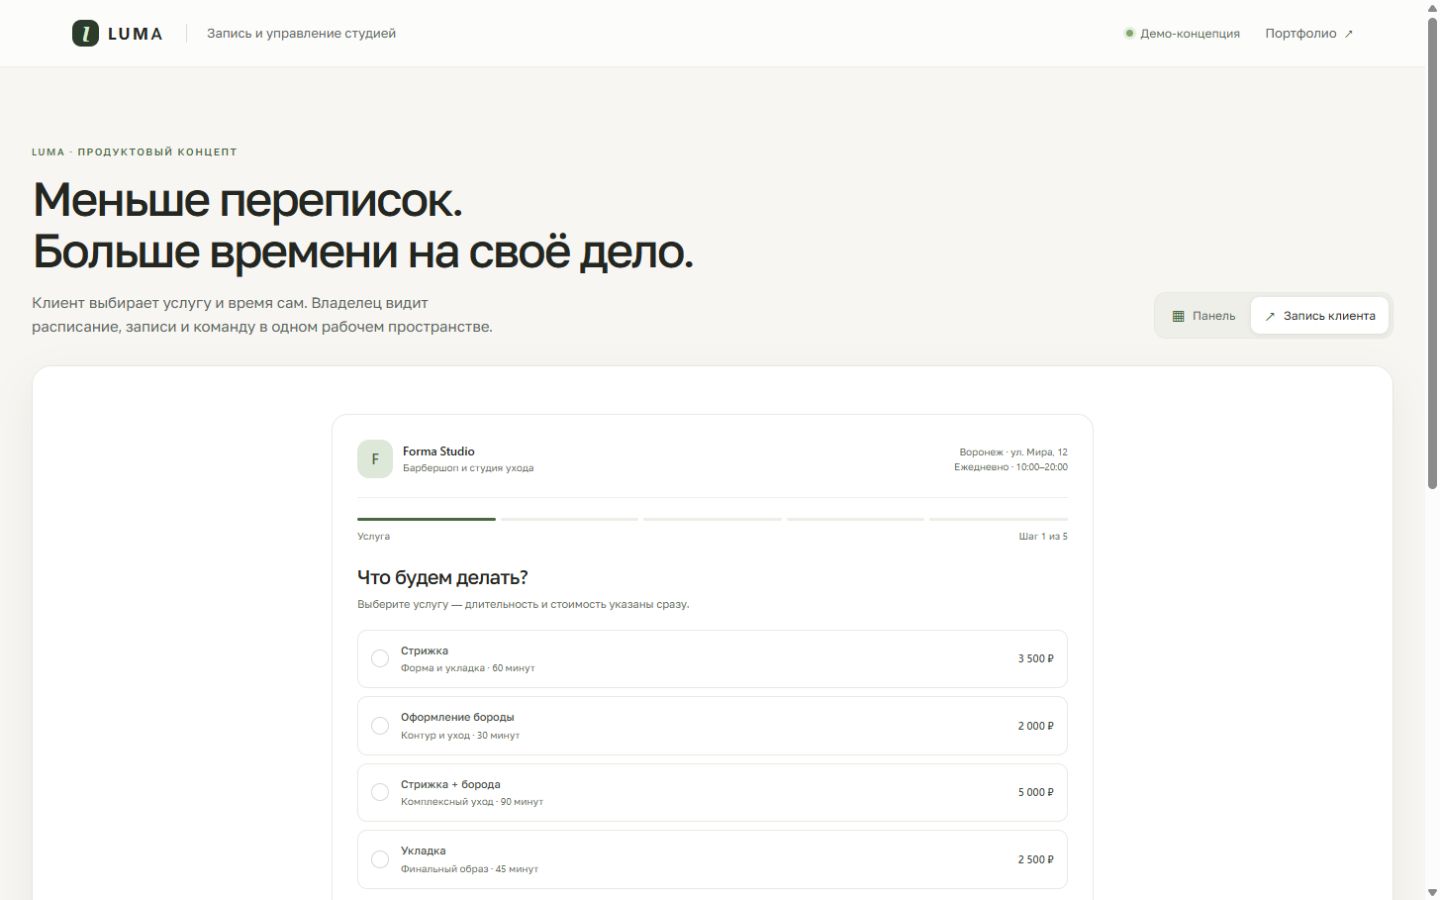 l LUMA Запись и управление студией Демо-концепция Портфолио ↗
LUMA · ПРОДУКТОВЫЙ КОНЦЕПТ
Меньше переписок.
Больше времени на своё дело.
Клиент выбирает услугу и время сам. Владелец видит
расписание, записи и команду в одном рабочем пространстве.
▦ Панель ↗ Запись клиента
F
Forma Studio
Барбершоп и студия ухода
Воронеж · ул. Мира, 12
Ежедневно · 10:00–20:00
Услуга Шаг 1 из 5
Что будем делать?
Выберите услугу — длительность и стоимость указаны сразу.
Стрижка
Форма и укладка · 60 минут
3 500 ₽
Оформление бороды
Контур и уход · 30 минут
2 000 ₽
Стрижка + борода
Комплексный уход · 90 минут
5 000 ₽
Укладка
Финальный образ · 45 минут
2 500 ₽